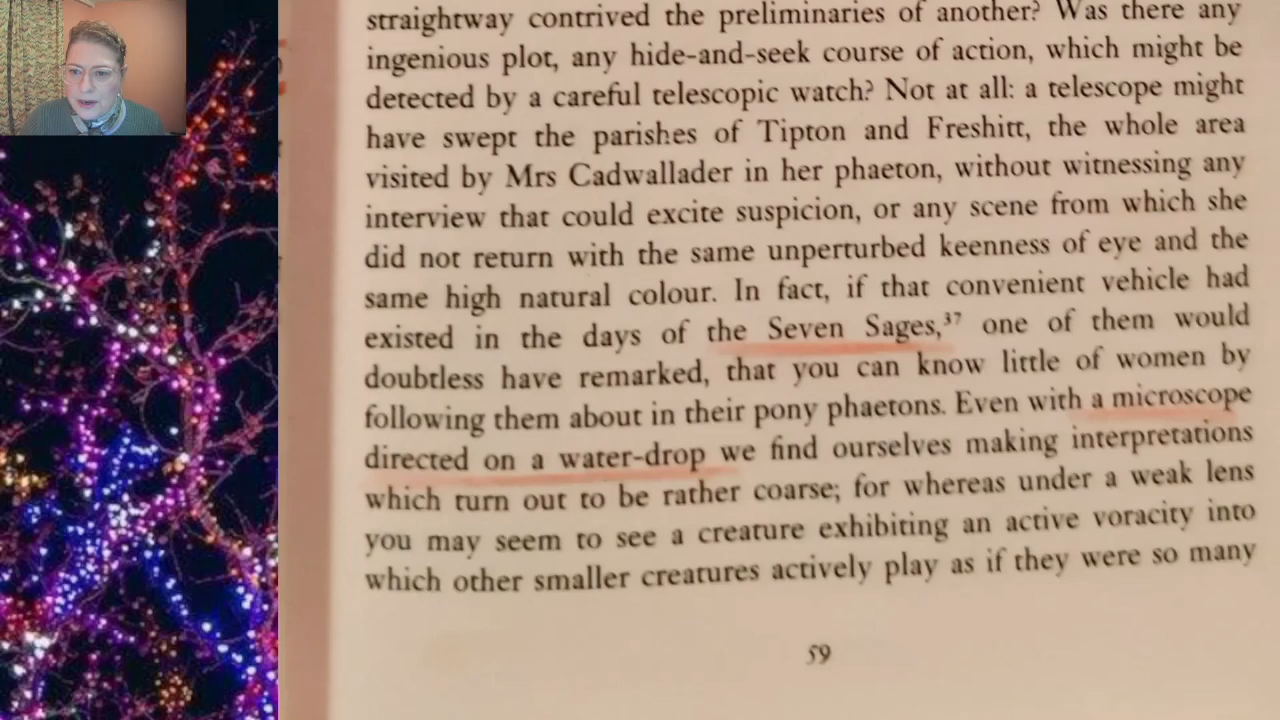 straightway contrived the preliminaries of another? Was there any
ingenious plot, any hide-and-seek course of action, which might be
detected by a careful telescopic watch? Not at all: a telescope might
have swept the parishes of Tipton and Freshitt, the whole area
visited by Mrs Cadwallader in her phaeton, without witnessing any
interview that could excite suspicion, or any scene from which she
did not return with the same unperturbed keenness of eye and the
same high natural colour. In fact, if that convenient vehicle had
existed in the days of the Seven Sages,³⁷ one of them would
doubtless have remarked, that you can know little of women by
following them about in their pony phaetons. Even with a microscope
directed on a water-drop we find ourselves making interpretations
which turn out to be rather coarse; for whereas under a weak lens
you may seem to see a creature exhibiting an active voracity into
which other smaller creatures actively play as if they were so many
59